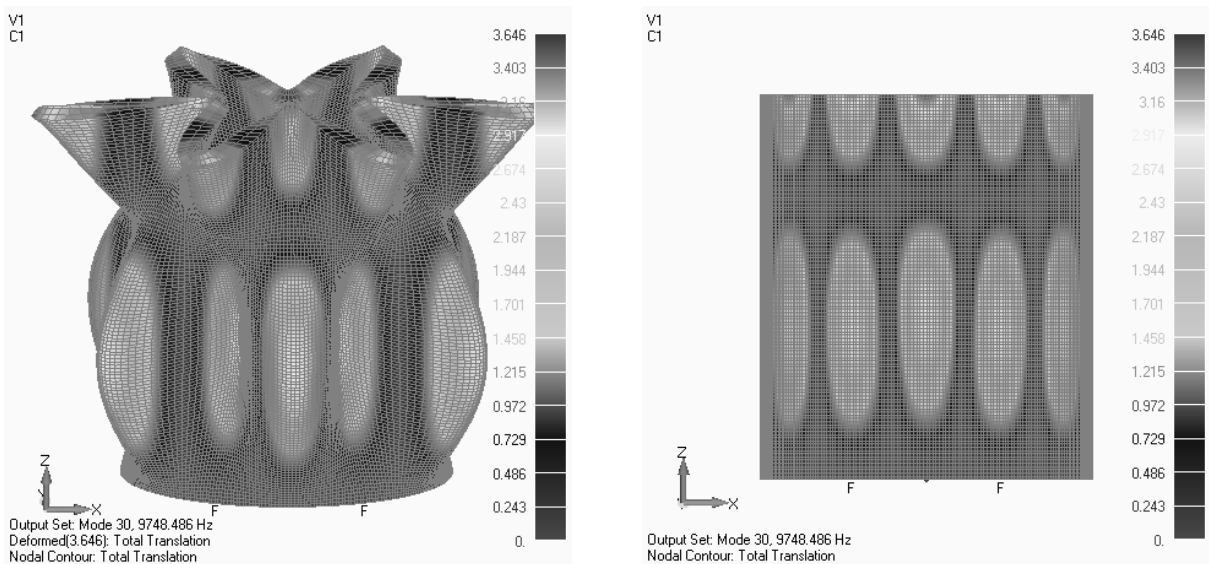 V1
C1
3.646
3.403
3.16
2.917
2.674
2.43
2.187
1.944
1.701
1.458
1.215
0.972
0.729
0.486
0.243
0.
Z
Y
X
F
F
Output Set: Mode 30, 9748.486 Hz
Deformed(3.646): Total Translation
Nodal Contour: Total Translation
V1
C1
3.646
3.403
3.16
2.917
2.674
2.43
2.187
1.944
1.701
1.458
1.215
0.972
0.729
0.486
0.243
0.
Z
X
F
F
Output Set: Mode 30, 9748.486 Hz
Nodal Contour: Total Translation